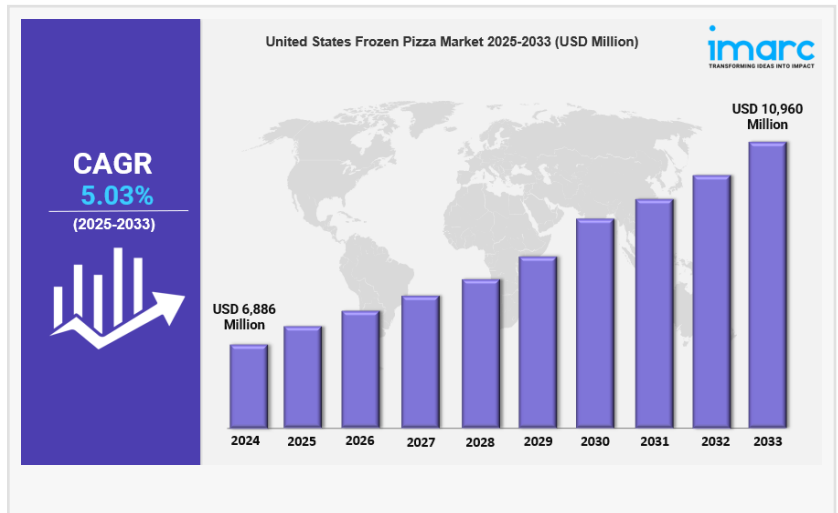 United States Frozen Pizza Market 2025-2033 (USD Million)
imarc
TRANSFORMING IDEAS INTO IMPACT
CAGR
5.03%
(2025-2033)
USD 6,886
Million
USD 10,960
Million
2024 2025 2026 2027 2028 2029 2030 2031 2032 2033